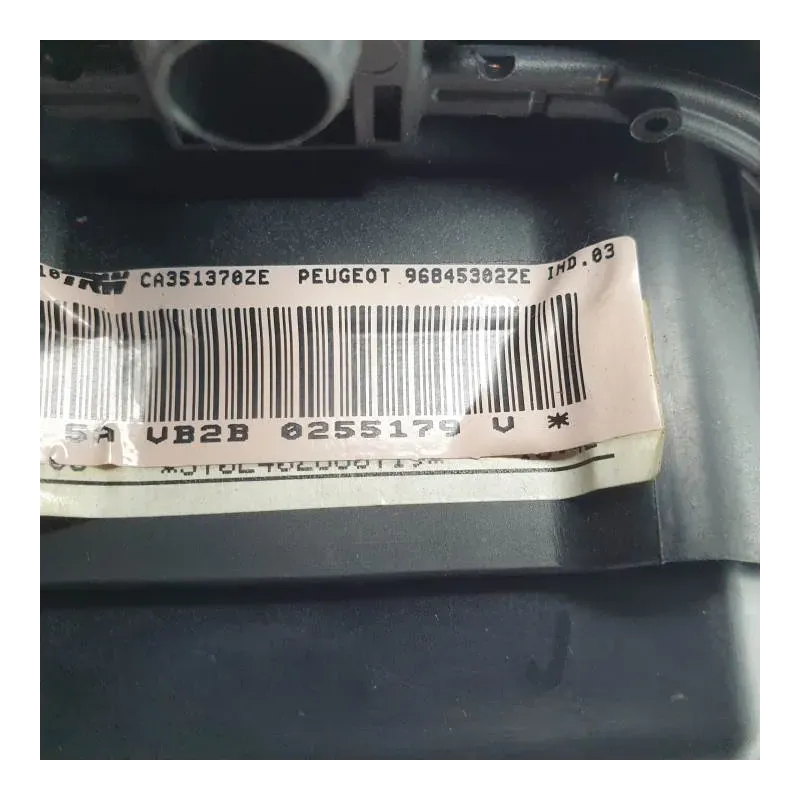 TRW CA351370ZE PEUGEOT 96845302ZE IND.03
5A VB2B 0255179 V *